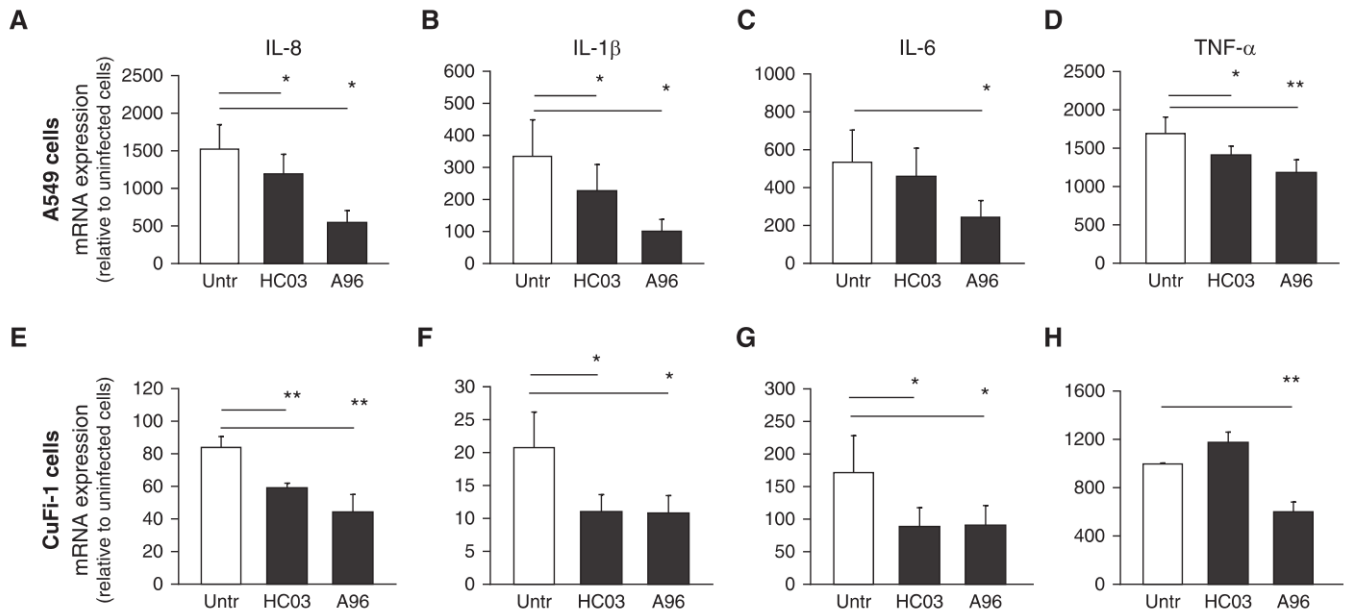 A
IL-8
A549 cells
mRNA expression
(relative to uninfected cells)
2500
2000
1500
1000
500
0
*
*
Untr HC03 A96
B
IL-1β
600
500
400
300
200
100
0
*
*
Untr HC03 A96
C
IL-6
1000
800
600
400
200
0
*
Untr HC03 A96
D
TNF-α
2500
2000
1500
1000
500
0
*
**
Untr HC03 A96
E
CuFi-1 cells
mRNA expression
(relative to uninfected cells)
120
100
80
60
40
20
0
**
**
Untr HC03 A96
F
30
25
20
15
10
5
0
*
*
Untr HC03 A96
G
300
250
200
150
100
50
0
*
*
Untr HC03 A96
H
1600
1200
800
400
0
**
Untr HC03 A96